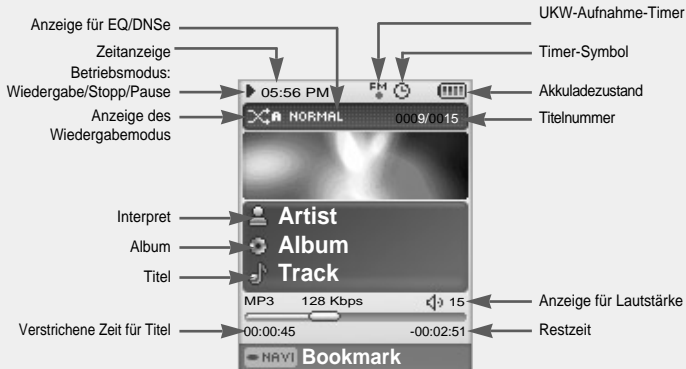 UKW-Aufnahme-Timer
Anzeige für EQ/DNSe
Zeitanzeige
Timer-Symbol
Betriebsmodus:
Wiedergabe/Stopp/Pause
Akkuladezustand
Anzeige des
Wiedergabemodus
Titelnummer
05:56 PM
FM
A NORMAL
0009/0015
Interpret
Artist
Album
Album
Titel
Track
MP3 128 Kbps 15
Anzeige für Lautstärke
Verstrichene Zeit für Titel
00:00:45 -00:02:51
Restzeit
NAVI Bookmark